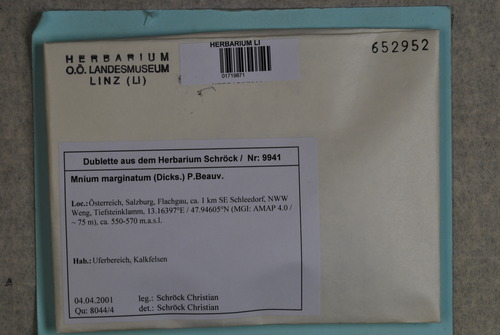 HERBARIUM
O.Ö. LANDESMUSEUM
LINZ (LI)
HERBARIUM LI
01719871
652952
Dublette aus dem Herbarium Schröck / Nr: 9941
Mnium marginatum (Dicks.) P.Beauv.
Loc.:Österreich, Salzburg, Flachgau, ca. 1 km SE Schleedorf, NWW
Weng, Tiefsteinklamm, 13.16397°E / 47.94605°N (MGI: AMAP 4.0 /
~ 75 m), ca. 550-570 m.a.s.l.
Hab.:Uferbereich, Kalkfelsen
04.04.2001 leg.: Schröck Christian
Qu: 8044/4 det.: Schröck Christian